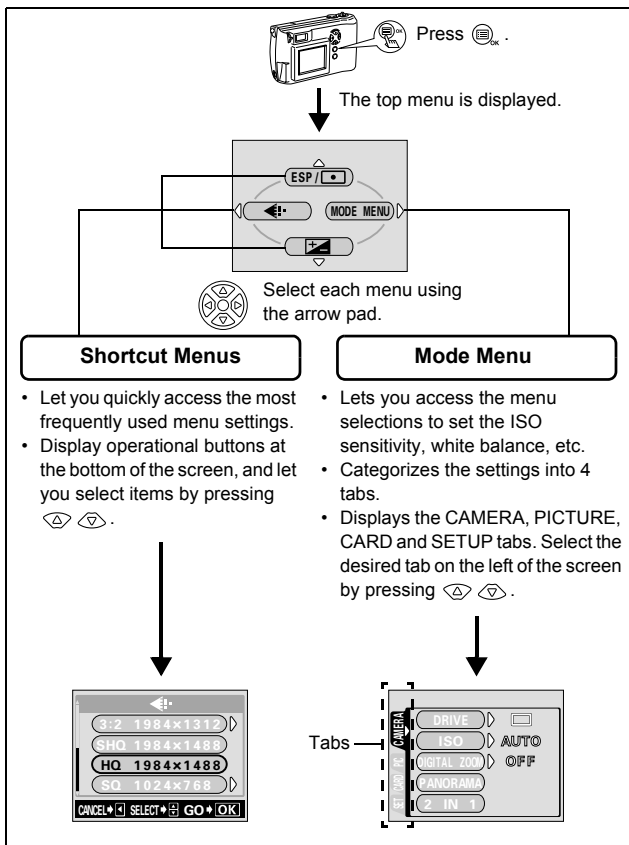 Press OK .
The top menu is displayed.
ESP /
MODE MENU
Select each menu using
the arrow pad.
Shortcut Menus
• Let you quickly access the most
frequently used menu settings.
• Display operational buttons at
the bottom of the screen, and let
you select items by pressing
.
Mode Menu
• Lets you access the menu
selections to set the ISO
sensitivity, white balance, etc.
• Categorizes the settings into 4
tabs.
• Displays the CAMERA, PICTURE,
CARD and SETUP tabs. Select the
desired tab on the left of the screen
by pressing .
3:2 1984×1312
SHQ 1984×1488
HQ 1984×1488
SQ 1024×768
CANCEL SELECT GO OK
Tabs
CAMERA
PIC
CARD
SET
DRIVE
ISO AUTO
DIGITAL ZOOM OFF
PANORAMA
2 IN 1